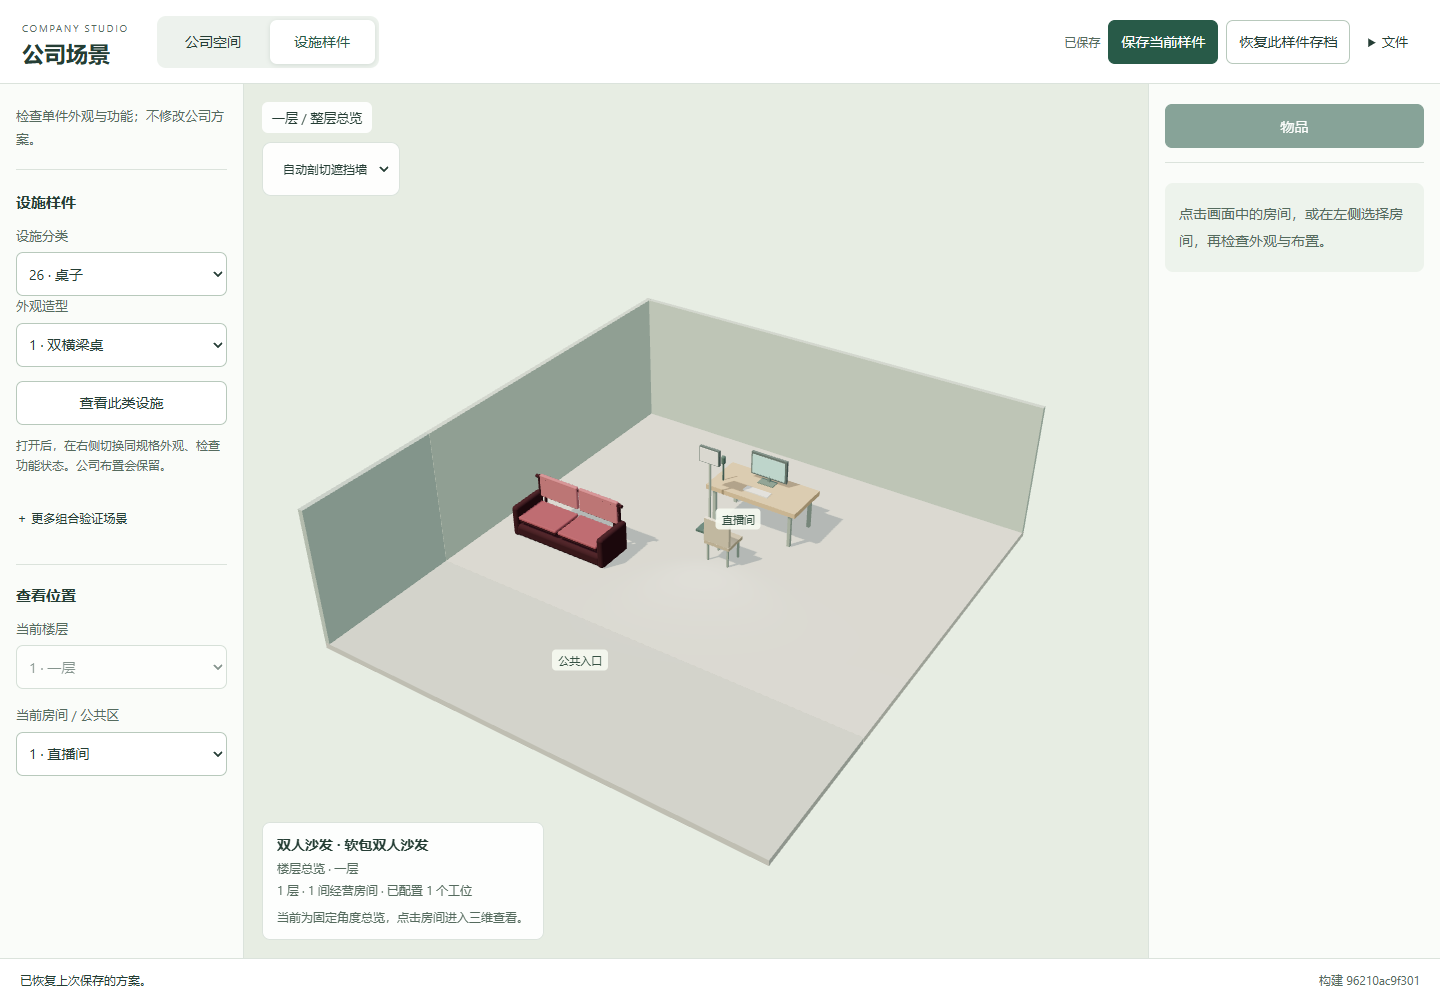 COMPANY STUDIO
公司场景
公司空间
设施样件
已保存
保存当前样件
恢复此样件存档
▶ 文件
检查单件外观与功能；不修改公司方
案。
设施样件
设施分类
26 · 桌子
外观造型
1 · 双横梁桌
查看此类设施
打开后，在右侧切换同规格外观、检查
功能状态。公司布置会保留。
+ 更多组合验证场景
查看位置
当前楼层
1 · 一层
当前房间 / 公共区
1 · 直播间
一层 / 整层总览
自动剖切遮挡墙
直播间
公共入口
双人沙发 · 软包双人沙发
楼层总览 · 一层
1 层 · 1 间经营房间 · 已配置 1 个工位
当前为固定角度总览，点击房间进入三维查看。
物品
点击画面中的房间，或在左侧选择房
间，再检查外观与布置。
已恢复上次保存的方案。
构建 96210ac9f301